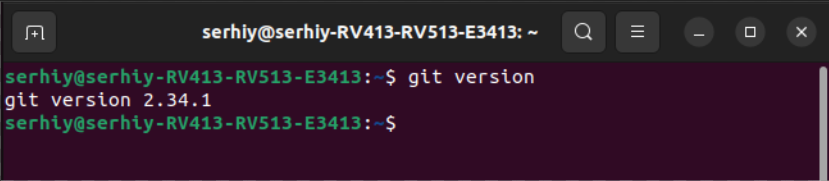 serhiy@serhiy-RV413-RV513-E3413: ~
serhiy@serhiy-RV413-RV513-E3413:~$ git version
git version 2.34.1
serhiy@serhiy-RV413-RV513-E3413:~$